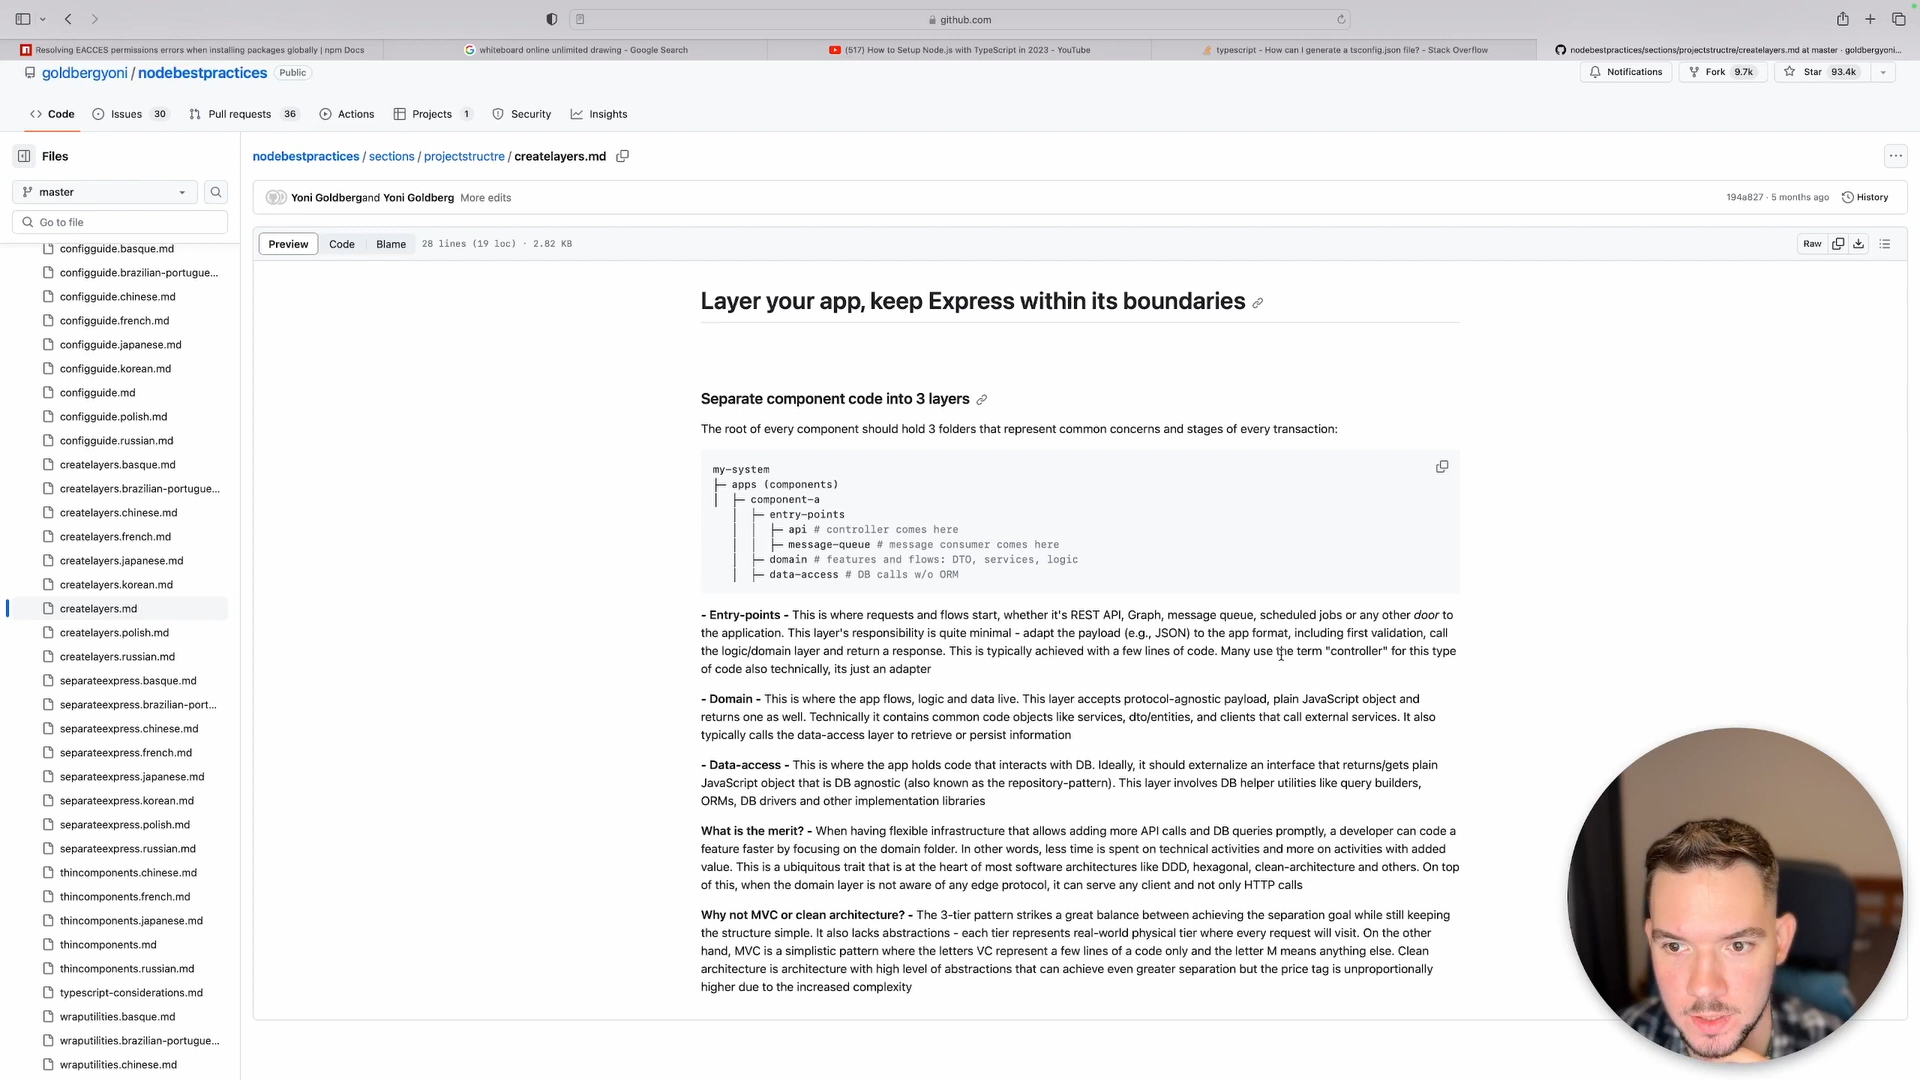 github.com
Resolving EACCES permissions errors when installing packages globally | npm Docs
whiteboard online unlimited drawing - Google Search
(517) How to Setup Node.js with TypeScript in 2023 - YouTube
typescript - How can I generate a tsconfig.json file? - Stack Overflow
nodebestpractices/sections/projectstructre/createlayers.md at master · goldbergyoni...
goldbergyoni / nodebestpractices Public
Notifications
Fork 9.7k
Star 93.4k
Code
Issues 30
Pull requests 36
Actions
Projects 1
Security
Insights
Files
master
Go to file
configguide.basque.md
configguide.brazilian-portugue...
configguide.chinese.md
configguide.french.md
configguide.japanese.md
configguide.korean.md
configguide.md
configguide.polish.md
configguide.russian.md
createlayers.basque.md
createlayers.brazilian-portugue...
createlayers.chinese.md
createlayers.french.md
createlayers.japanese.md
createlayers.korean.md
createlayers.md
createlayers.polish.md
createlayers.russian.md
separateexpress.basque.md
separateexpress.brazilian-port...
separateexpress.chinese.md
separateexpress.french.md
separateexpress.japanese.md
separateexpress.korean.md
separateexpress.polish.md
separateexpress.russian.md
thincomponents.chinese.md
thincomponents.french.md
thincomponents.japanese.md
thincomponents.md
thincomponents.russian.md
typescript-considerations.md
wraputilities.basque.md
wraputilities.brazilian-portugue...
wraputilities.chinese.md
nodebestpractices / sections / projectstructre / createlayers.md
Yoni Goldbergand Yoni Goldberg More edits
194a827 · 5 months ago
History
Preview
Code
Blame
28 lines (19 loc) · 2.82 KB
Raw
Layer your app, keep Express within its boundaries
Separate component code into 3 layers
The root of every component should hold 3 folders that represent common concerns and stages of every transaction:
my-system
├─ apps (components)
│  ├─ component-a
│  ├─ entry-points
│  │  ├─ api # controller comes here
│  │  ├─ message-queue # message consumer comes here
│  ├─ domain # features and flows: DTO, services, logic
│  ├─ data-access # DB calls w/o ORM
- Entry-points - This is where requests and flows start, whether it's REST API, Graph, message queue, scheduled jobs or any other door to
the application. This layer's responsibility is quite minimal - adapt the payload (e.g., JSON) to the app format, including first validation, call
the logic/domain layer and return a response. This is typically achieved with a few lines of code. Many use the term "controller" for this type
of code also technically, its just an adapter
- Domain - This is where the app flows, logic and data live. This layer accepts protocol-agnostic payload, plain JavaScript object and
returns one as well. Technically it contains common code objects like services, dto/entities, and clients that call external services. It also
typically calls the data-access layer to retrieve or persist information
- Data-access - This is where the app holds code that interacts with DB. Ideally, it should externalize an interface that returns/gets plain
JavaScript object that is DB agnostic (also known as the repository-pattern). This layer involves DB helper utilities like query builders,
ORMs, DB drivers and other implementation libraries
What is the merit? - When having flexible infrastructure that allows adding more API calls and DB queries promptly, a developer can code a
feature faster by focusing on the domain folder. In other words, less time is spent on technical activities and more on activities with added
value. This is a ubiquitous trait that is at the heart of most software architectures like DDD, hexagonal, clean-architecture and others. On top
of this, when the domain layer is not aware of any edge protocol, it can serve any client and not only HTTP calls
Why not MVC or clean architecture? - The 3-tier pattern strikes a great balance between achieving the separation goal while still keeping
the structure simple. It also lacks abstractions - each tier represents real-world physical tier where every request will visit. On the other
hand, MVC is a simplistic pattern where the letters VC represent a few lines of a code only and the letter M means anything else. Clean
architecture is architecture with high level of abstractions that can achieve even greater separation but the price tag is unproportionally
higher due to the increased complexity